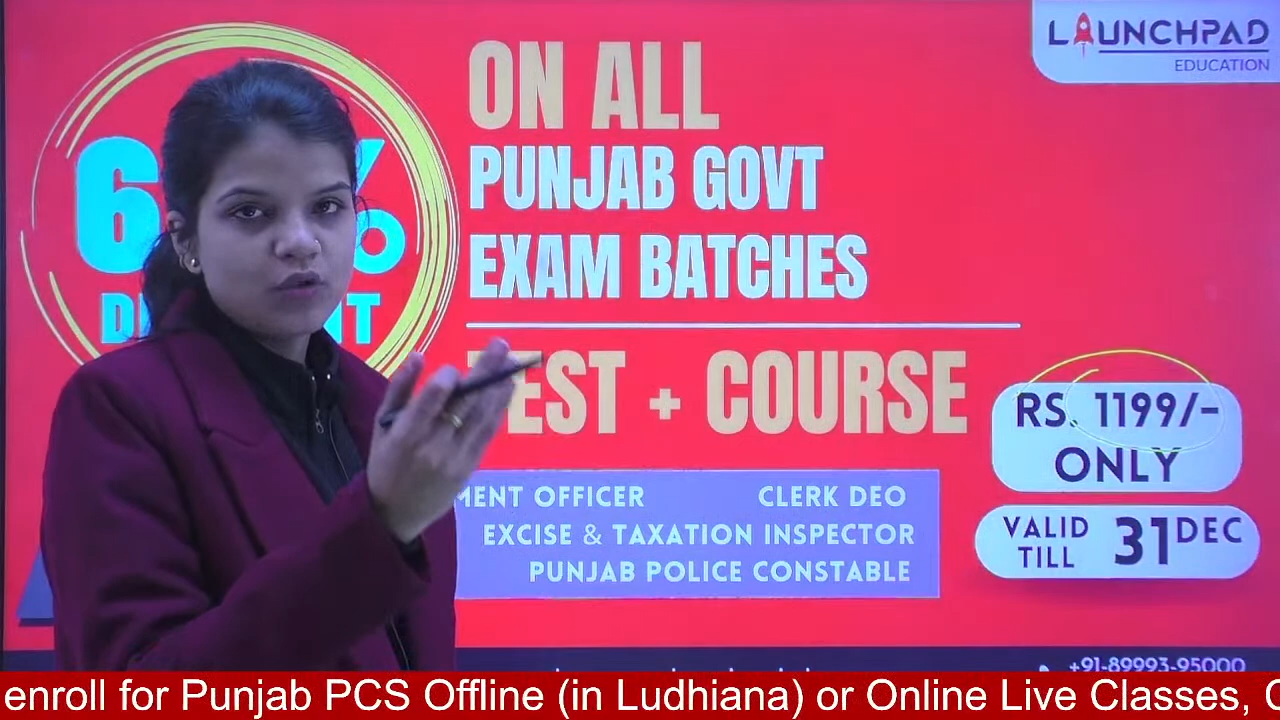 LAUNCHPAD
EDUCATION
ON ALL
PUNJAB GOVT
EXAM BATCHES
TEST + COURSE
RS. 1199/-
ONLY
OFFICER CLERK DEO
EXCISE & TAXATION INSPECTOR
PUNJAB POLICE CONSTABLE
VALID TILL 31 DEC
+91-89993-95000
enroll for Punjab PCS Offline (in Ludhiana) or Online Live Classes,